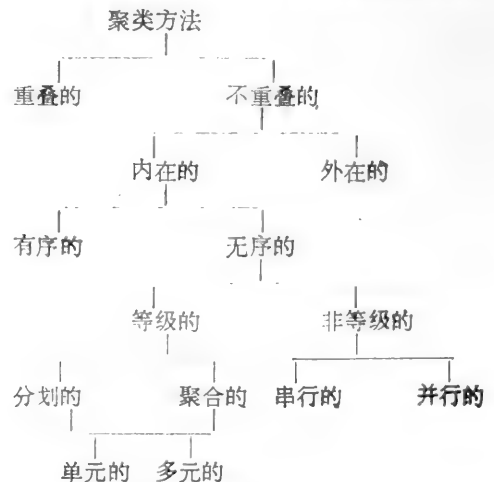 聚类方法
重叠的 不重叠的
内在的 外在的
有序的 无序的
等级的 非等级的
分划的 聚合的 串行的 并行的
单元的 多元的